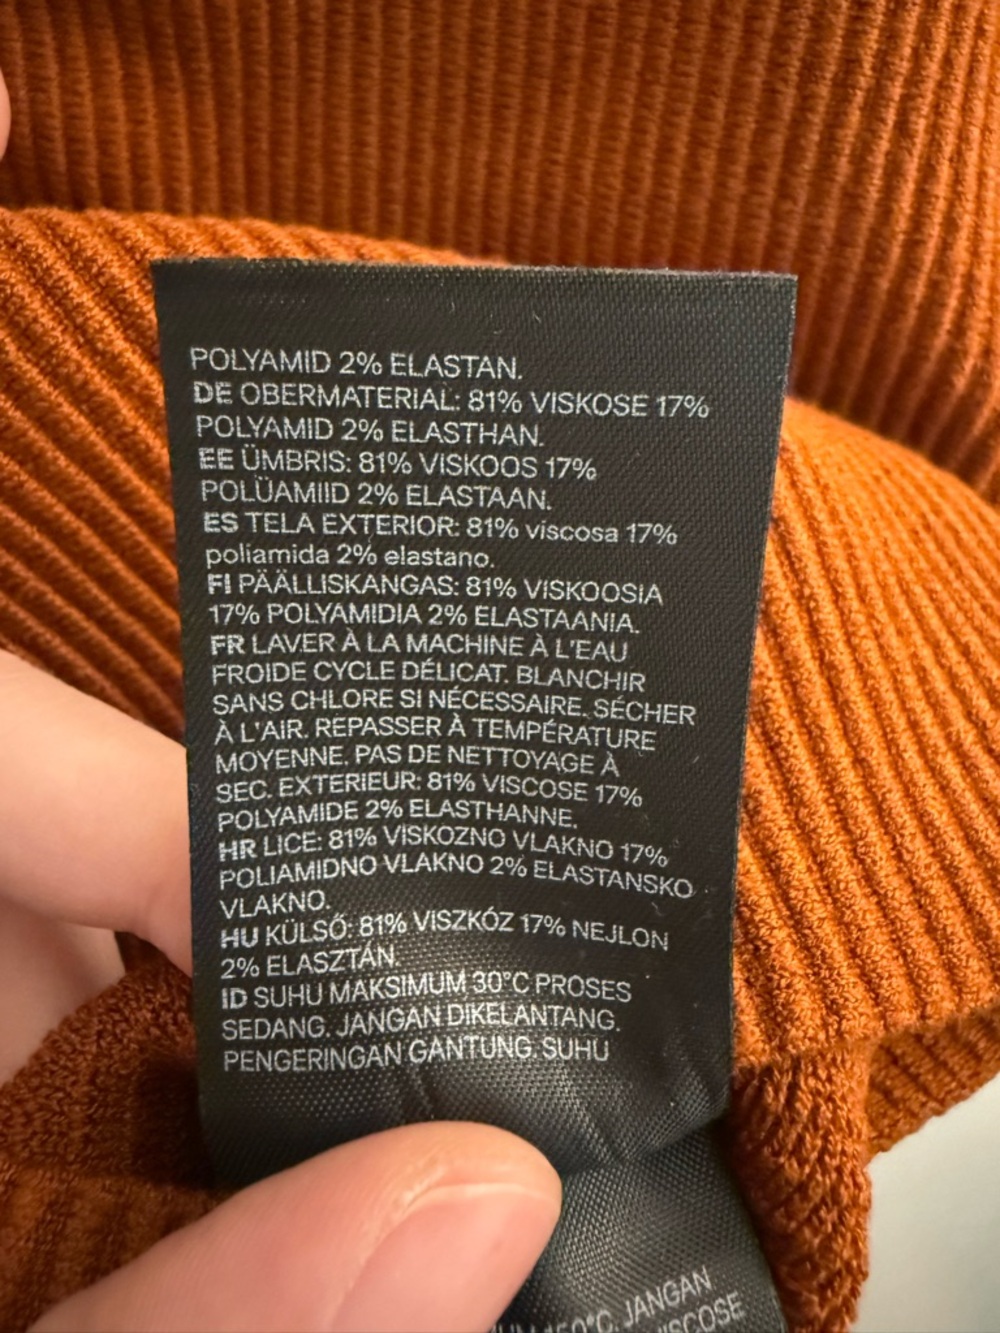 POLYAMID 2% ELASTAN.
DE OBERMATERIAL: 81% VISKOSE 17%
POLYAMID 2% ELASTHAN.
EE ÜMBRIS: 81% VISKOOS 17%
POLÜAMIID 2% ELASTAAN.
ES TELA EXTERIOR: 81% viscosa 17%
poliamida 2% elastano.
FI PÄÄLLISKANGAS: 81% VISKOOSIA
17% POLYAMIDIA 2% ELASTAANIA.
FR LAVER À LA MACHINE À L'EAU
FROIDE CYCLE DÉLICAT. BLANCHIR
SANS CHLORE SI NÉCESSAIRE. SÉCHER
À L'AIR. REPASSER À TEMPÉRATURE
MOYENNE. PAS DE NETTOYAGE À
SEC. EXTERIEUR: 81% VISCOSE 17%
POLYAMIDE 2% ELASTHANNE.
HR LICE: 81% VISKOZNO VLAKNO 17%
POLIAMIDNO VLAKNO 2% ELASTANSKO
VLAKNO.
HU KÜLSŐ: 81% VISZKÓZ 17% NEJLON
2% ELASZTÁN.
ID SUHU MAKSIMUM 30°C PROSES
SEDANG. JANGAN DIKELANTANG.
PENGERINGAN GANTUNG. SUHU
JANGAN